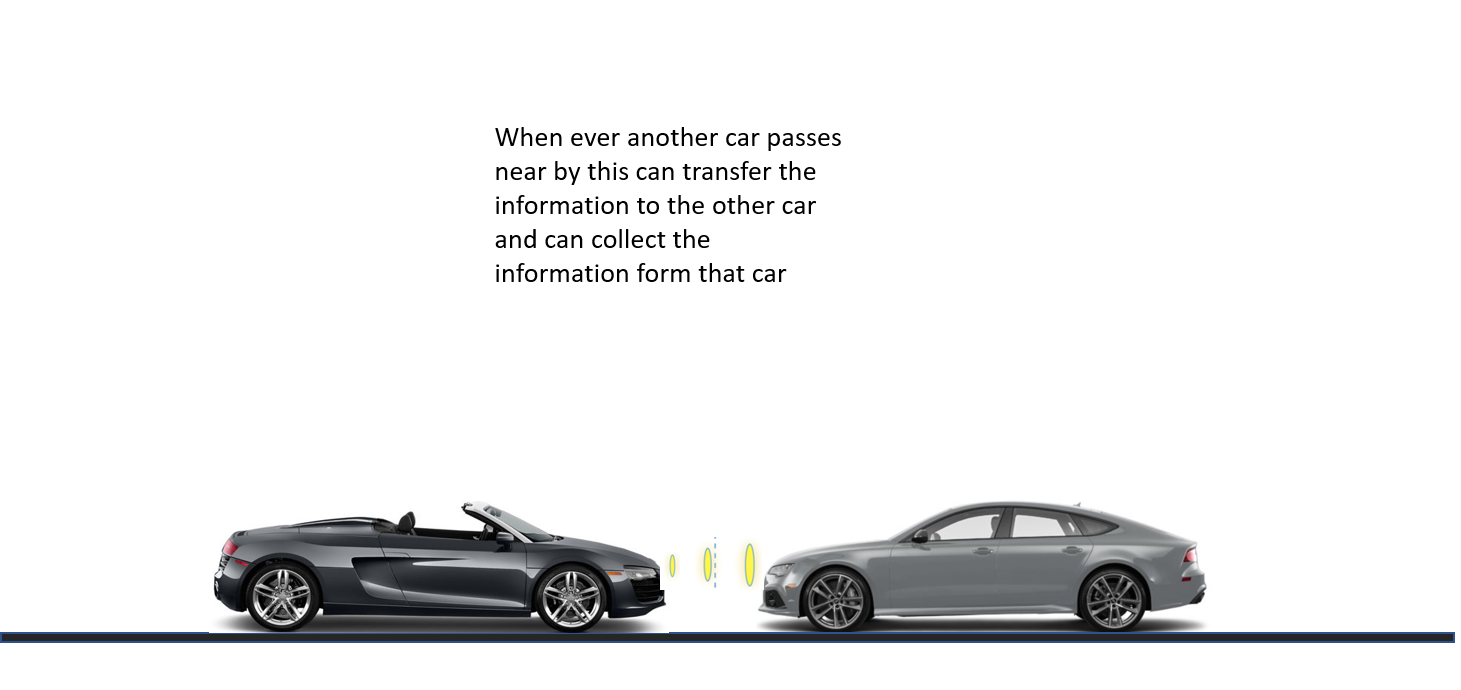 When ever another car passes
near by this can transfer the
information to the other car
and can collect the
information form that car